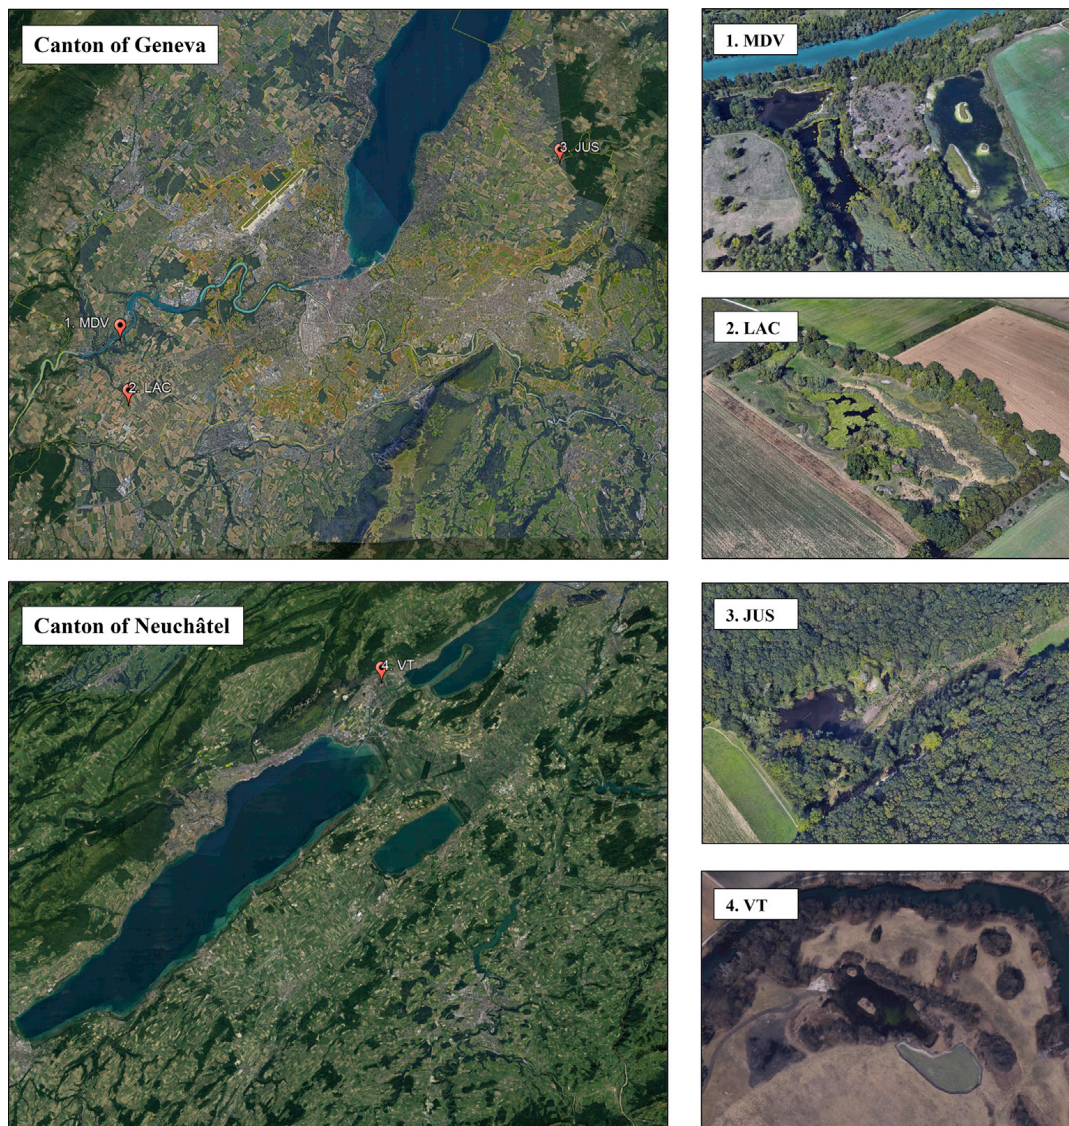 Canton of Geneva
3. JUS
1. MDV
2. LAC
Canton of Neuchâtel
4. VT
1. MDV
2. LAC
3. JUS
4. VT